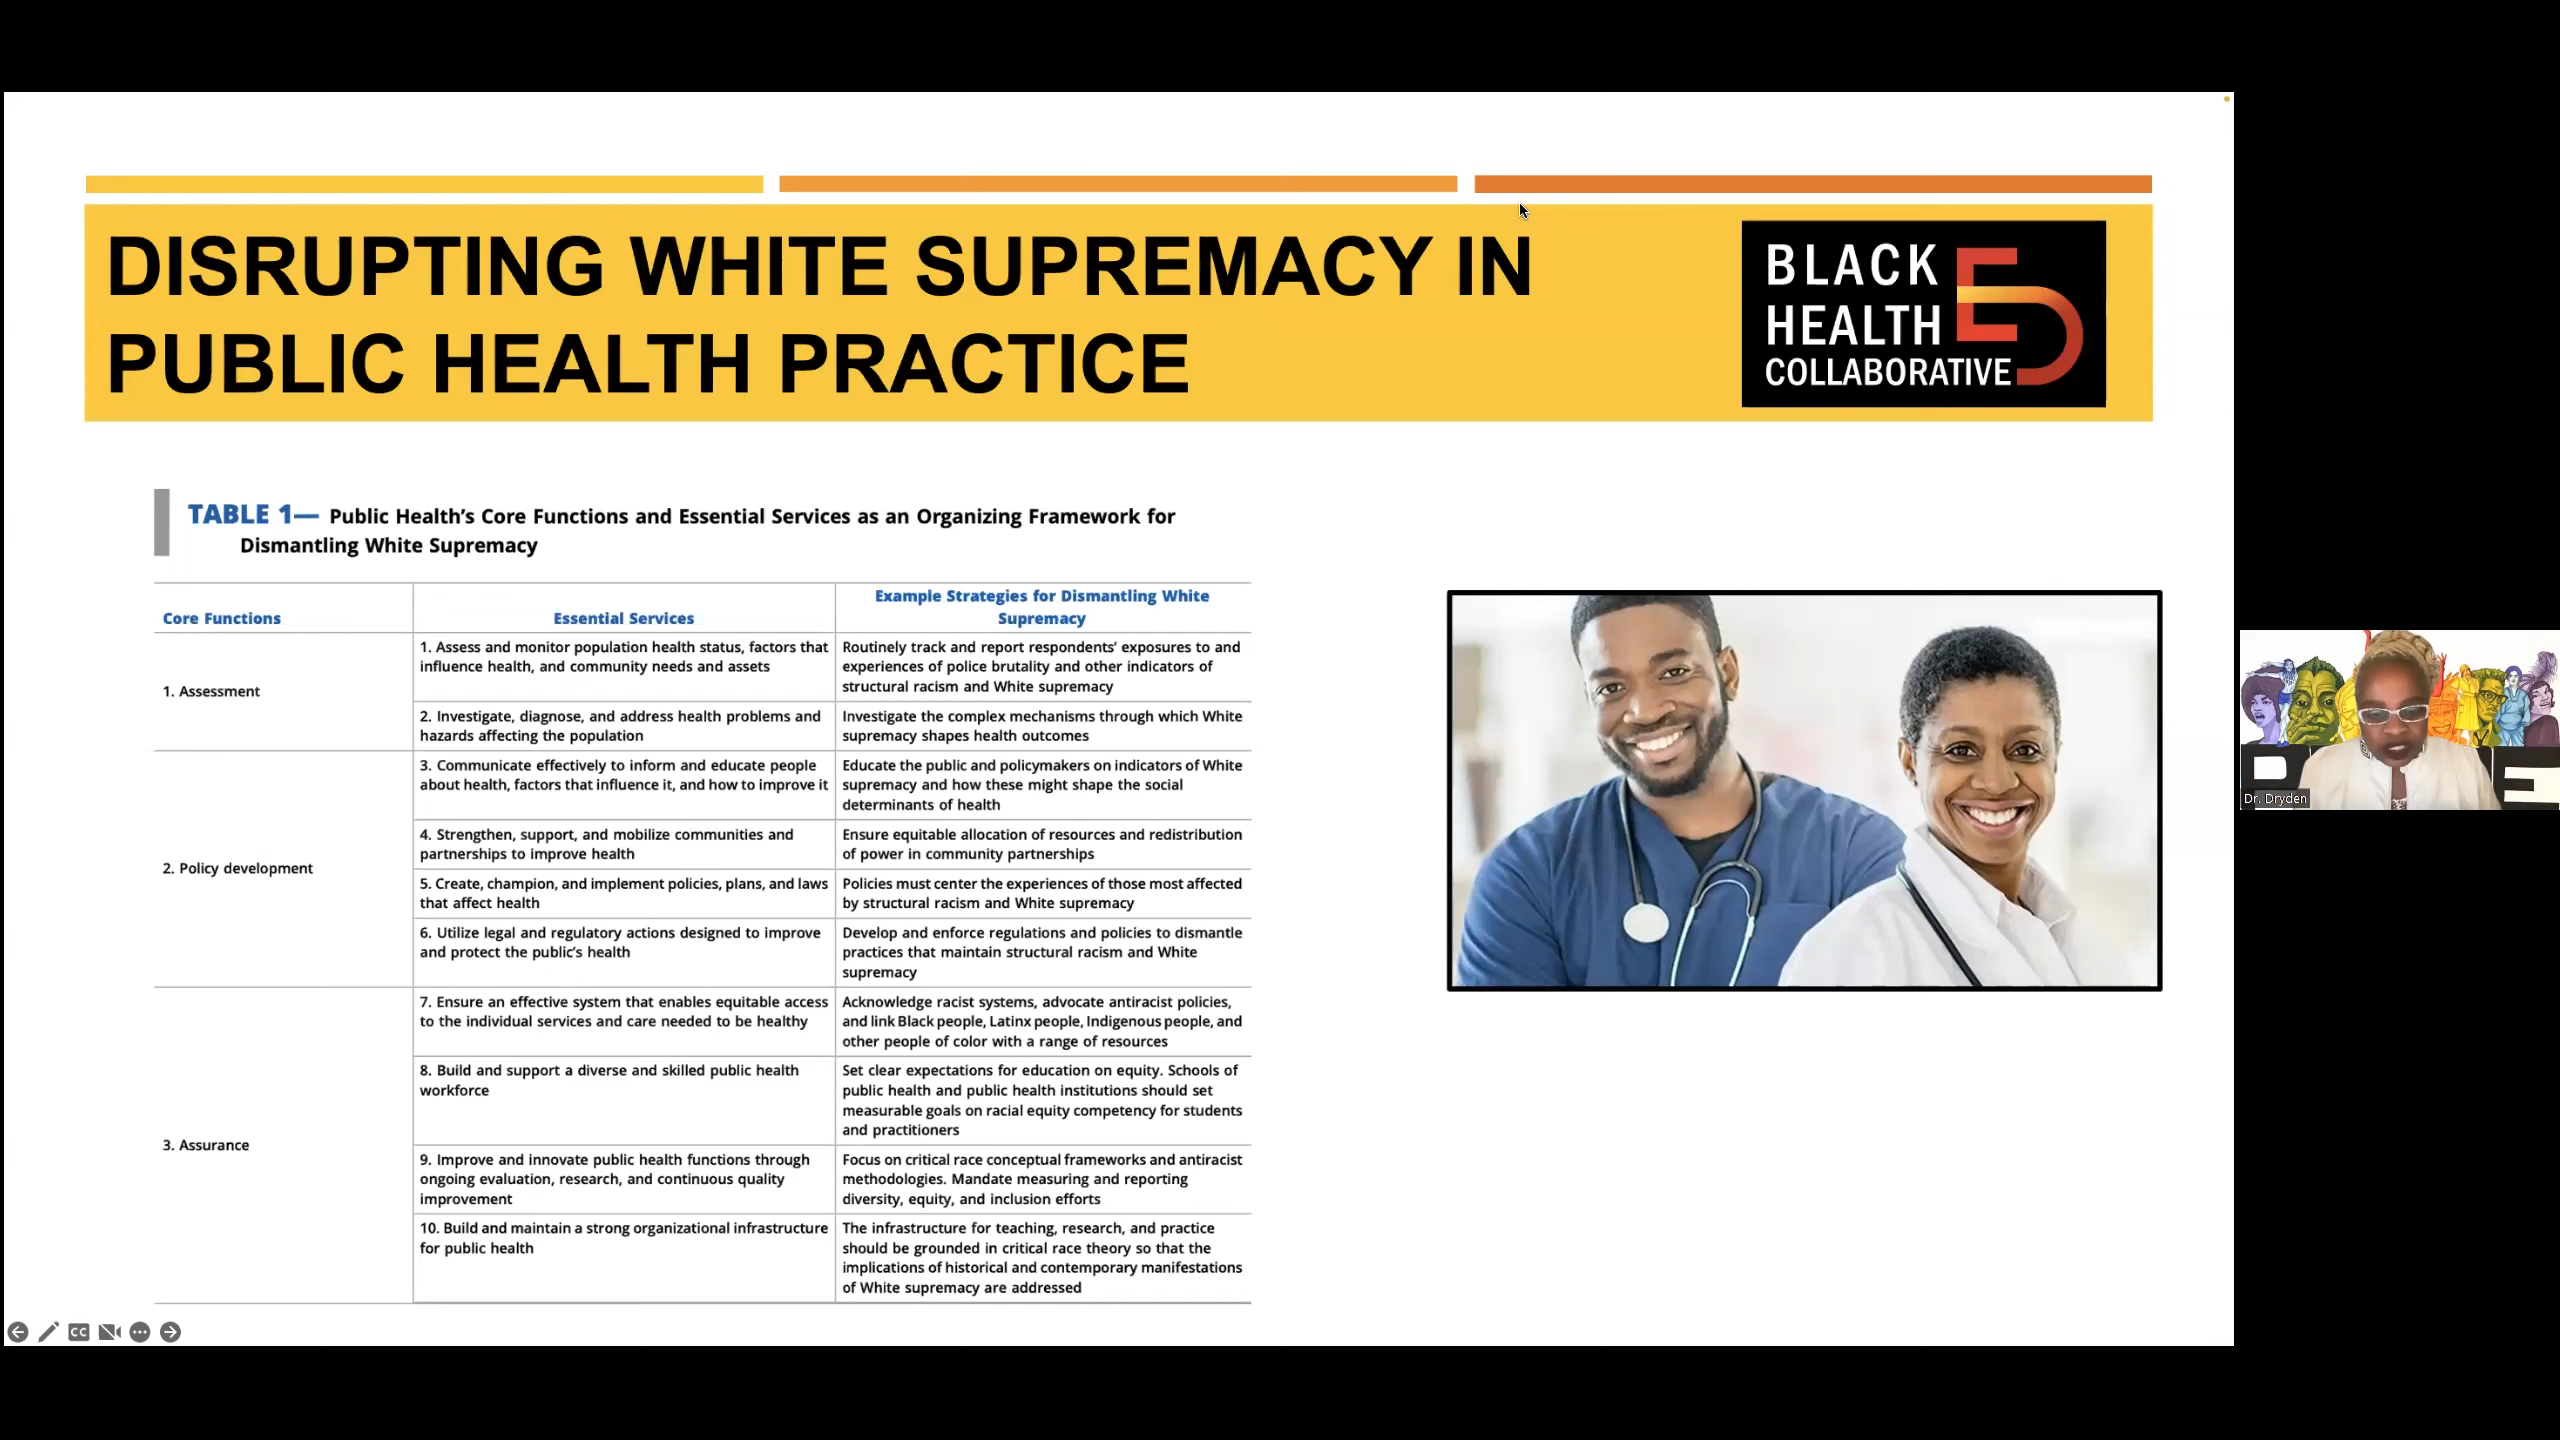 DISRUPTING WHITE SUPREMACY IN
PUBLIC HEALTH PRACTICE
BLACK
HEALTH
COLLABORATIVE
ED
TABLE 1— Public Health's Core Functions and Essential Services as an Organizing Framework for
Dismantling White Supremacy
Core Functions
Essential Services
Example Strategies for Dismantling White
Supremacy
1. Assessment
1. Assess and monitor population health status, factors that
influence health, and community needs and assets
Routinely track and report respondents' exposures to and
experiences of police brutality and other indicators of
structural racism and White supremacy
2. Investigate, diagnose, and address health problems and
hazards affecting the population
Investigate the complex mechanisms through which White
supremacy shapes health outcomes
2. Policy development
3. Communicate effectively to inform and educate people
about health, factors that influence it, and how to improve it
Educate the public and policymakers on indicators of White
supremacy and how these might shape the social
determinants of health
4. Strengthen, support, and mobilize communities and
partnerships to improve health
Ensure equitable allocation of resources and redistribution
of power in community partnerships
5. Create, champion, and implement policies, plans, and laws
that affect health
Policies must center the experiences of those most affected
by structural racism and White supremacy
6. Utilize legal and regulatory actions designed to improve
and protect the public's health
Develop and enforce regulations and policies to dismantle
practices that maintain structural racism and White
supremacy
3. Assurance
7. Ensure an effective system that enables equitable access
to the individual services and care needed to be healthy
Acknowledge racist systems, advocate antiracist policies,
and link Black people, Latinx people, Indigenous people, and
other people of color with a range of resources
8. Build and support a diverse and skilled public health
workforce
Set clear expectations for education on equity. Schools of
public health and public health institutions should set
measurable goals on racial equity competency for students
and practitioners
9. Improve and innovate public health functions through
ongoing evaluation, research, and continuous quality
improvement
Focus on critical race conceptual frameworks and antiracist
methodologies. Mandate measuring and reporting
diversity, equity, and inclusion efforts
10. Build and maintain a strong organizational infrastructure
for public health
The infrastructure for teaching, research, and practice
should be grounded in critical race theory so that the
implications of historical and contemporary manifestations
of White supremacy are addressed
CC
Dr. Dryden